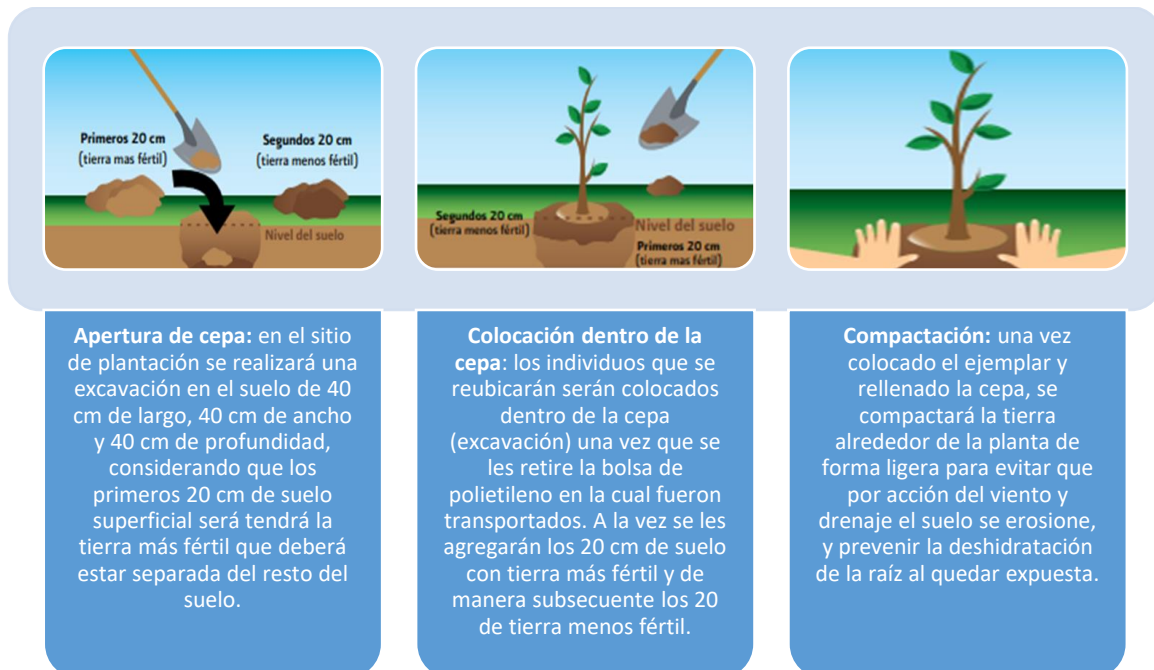 Primeros 20 cm
(tierra mas fértil)
Segundos 20 cm
(tierra menos fértil)
Nivel del suelo
Segundos 20 cm
(tierra menos fértil)
Nivel del suelo
Primeros 20 cm
(tierra mas fértil)
Apertura de cepa: en el sitio
de plantación se realizará una
excavación en el suelo de 40
cm de largo, 40 cm de ancho
y 40 cm de profundidad,
considerando que los
primeros 20 cm de suelo
superficial será tendrá la
tierra más fértil que deberá
estar separada del resto del
suelo.
Colocación dentro de la
cepa: los individuos que se
reubicarán serán colocados
dentro de la cepa
(excavación) una vez que se
les retire la bolsa de
polietileno en la cual fueron
transportados. A la vez se les
agregarán los 20 cm de suelo
con tierra más fértil y de
manera subsecuente los 20
de tierra menos fértil.
Compactación: una vez
colocado el ejemplar y
rellenado la cepa, se
compactará la tierra
alrededor de la planta de
forma ligera para evitar que
por acción del viento y
drenaje el suelo se erosione,
y prevenir la deshidratación
de la raíz al quedar expuesta.